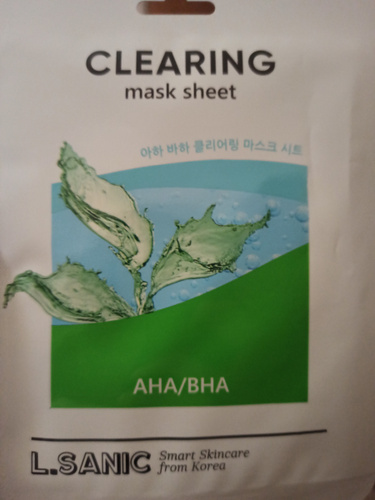 CLEARING
mask sheet
아하 바하 클리어링 마스크 시트
AHA/BHA
L.SANIC
Smart Skincare
from Korea